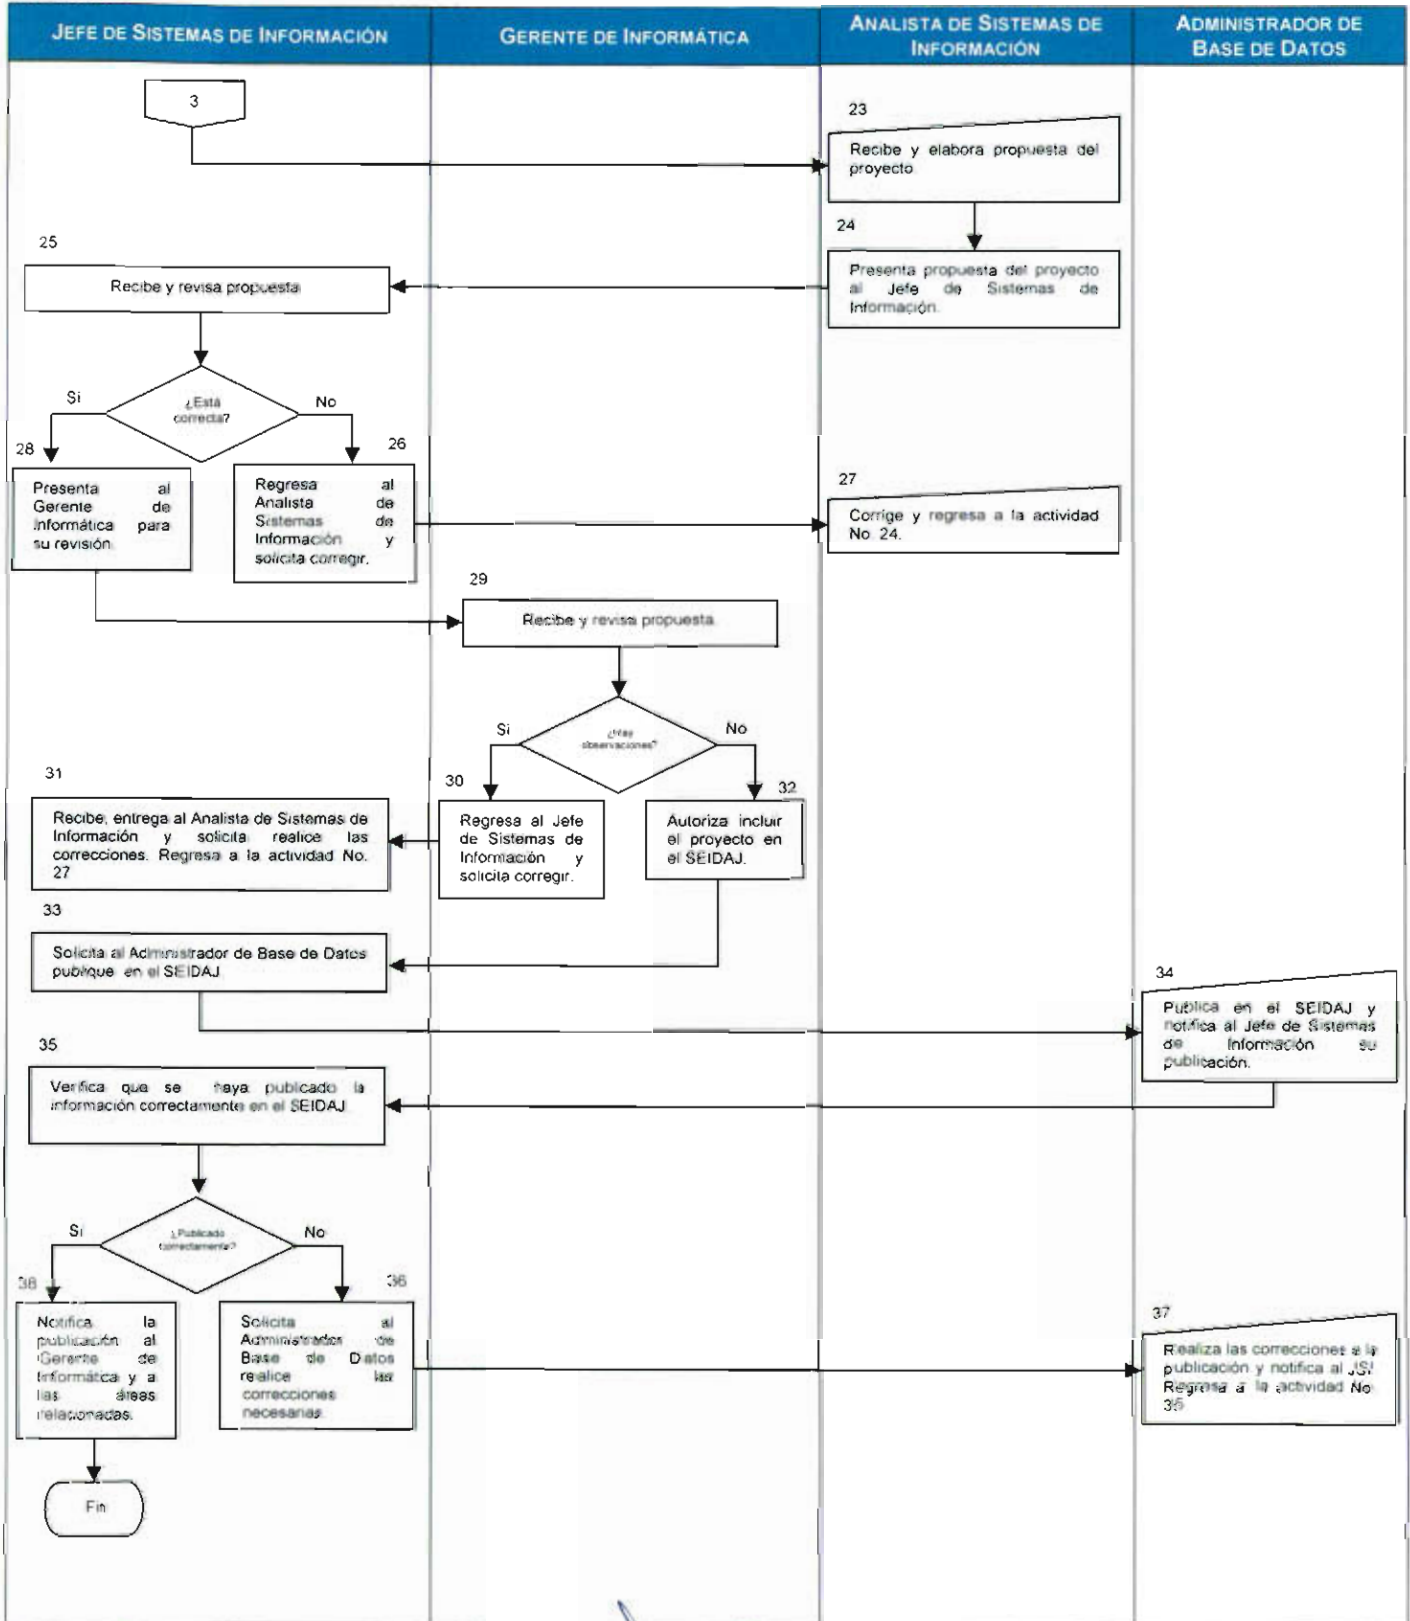 JEFE DE SISTEMAS DE INFORMACIÓN
GERENTE DE INFORMÁTICA
ANALISTA DE SISTEMAS DE
INFORMACIÓN
ADMINISTRADOR DE
BASE DE DATOS
3
23
Recibe y elabora propuesta del
proyecto
24
Presenta propuesta del proyecto
al Jefe de Sistemas de
Información.
25
Recibe y revisa propuesta
¿Está
correcta?
Si
No
28
Presenta al
Gerente de
Informática para
su revisión.
26
Regresa al
Analista de
Sistemas de
Información y
solicita corregir.
27
Corrige y regresa a la actividad
No. 24.
29
Recibe y revisa propuesta
¿Hay
observaciones?
Si
No
30
Regresa al Jefe
de Sistemas de
Información y
solicita corregir.
32
Autoriza incluir
el proyecto en
el SEIDAJ.
31
Recibe, entrega al Analista de Sistemas de
Información y solicita realice las
correcciones. Regresa a la actividad No.
27
33
Solicita al Administrador de Base de Datos
publique en el SEIDAJ
34
Publica en el SEIDAJ y
notifica al Jefe de Sistemas
de Información su
publicación.
35
Verifica que se haya publicado la
información correctamente en el SEIDAJ
¿Publicado
correctamente?
Si
No
38
Notifica la
publicación al
Gerente de
Informática y a
las áreas
relacionadas.
36
Solicita al
Administrador de
Base de Datos
realice las
correcciones
necesarias.
37
Realiza las correcciones a la
publicación y notifica al JSI
Regresa a la actividad No.
35
Fin